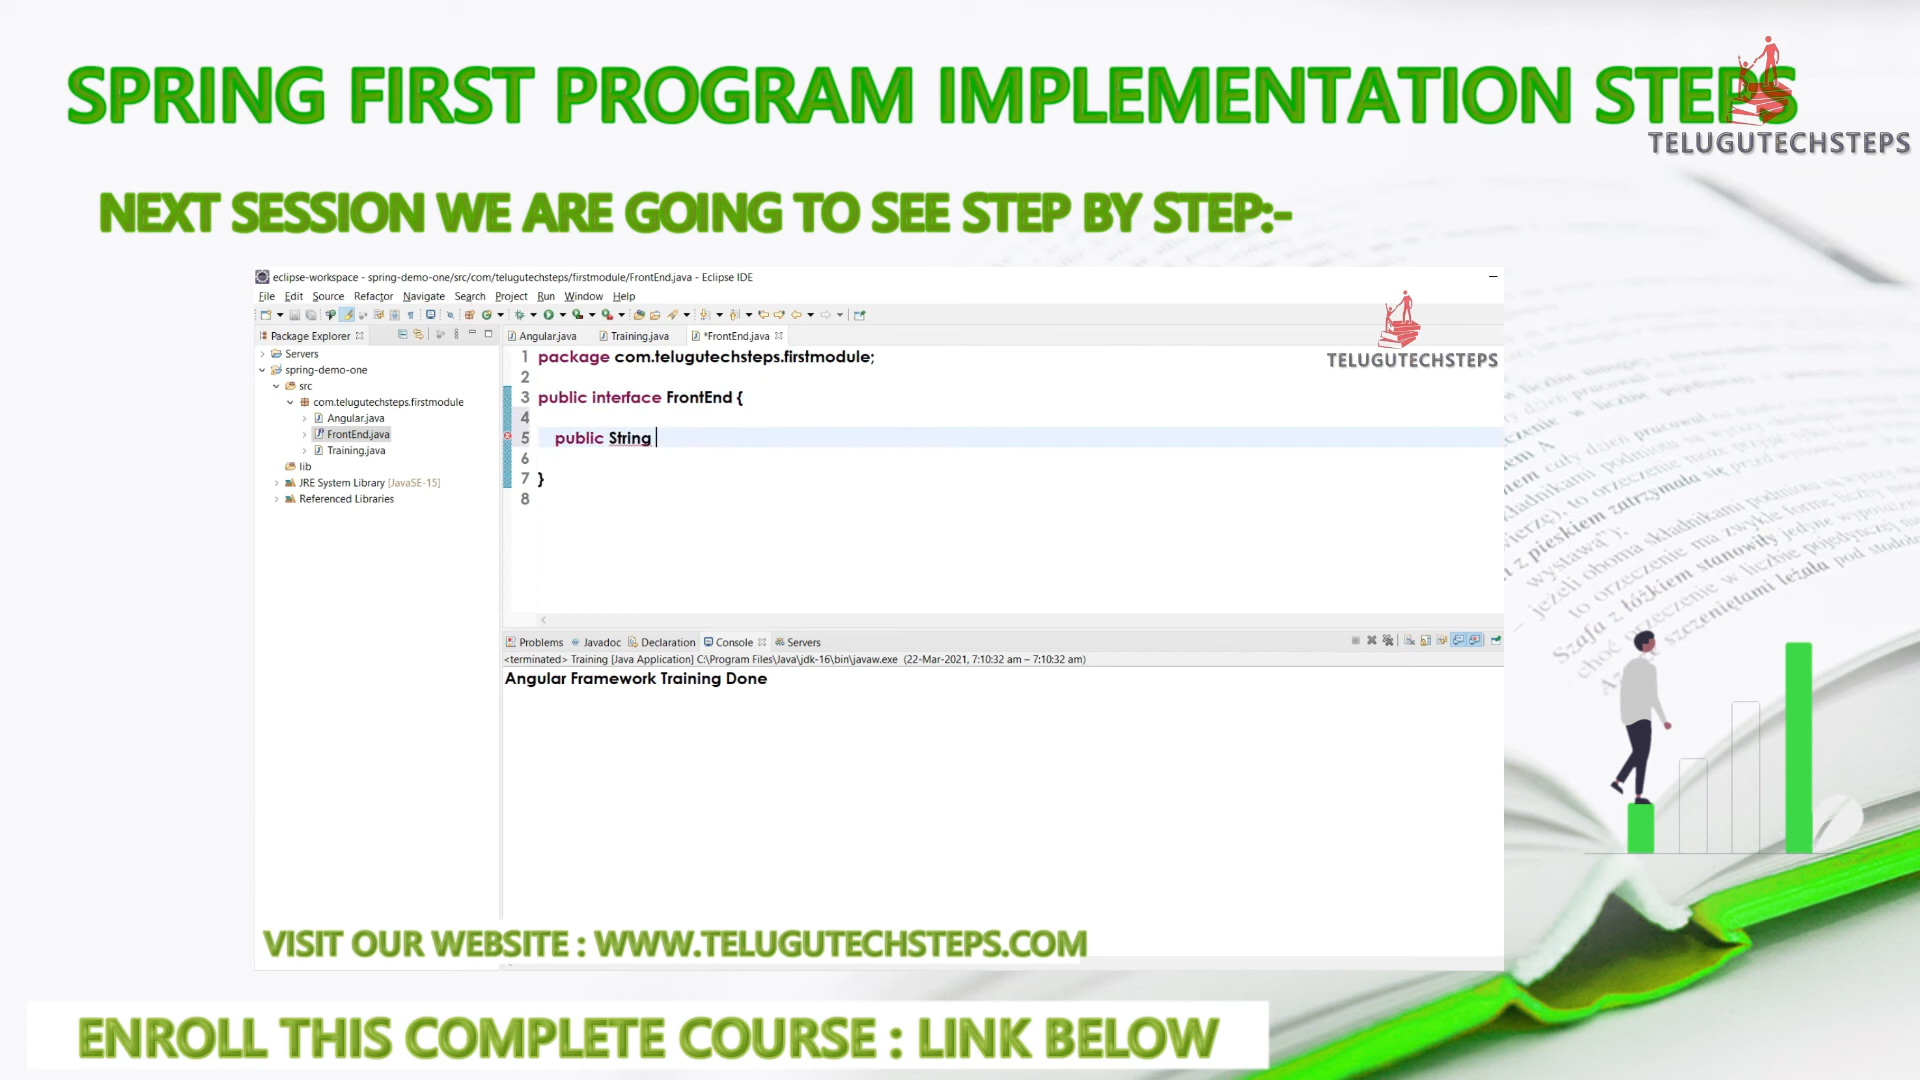 SPRING FIRST PROGRAM IMPLEMENTATION STEPS
TELUGUTECHSTEPS
NEXT SESSION WE ARE GOING TO SEE STEP BY STEP:-
eclipse-workspace - spring-demo-one/src/com/telugutechsteps/firstmodule/FrontEnd.java - Eclipse IDE
File Edit Source Refactor Navigate Search Project Run Window Help
Package Explorer
Servers
spring-demo-one
src
com.telugutechsteps.firstmodule
Angular.java
FrontEnd.java
Training.java
lib
JRE System Library [JavaSE-15]
Referenced Libraries
Angular.java Training.java *FrontEnd.java
TELUGUTECHSTEPS
1 package com.telugutechsteps.firstmodule;
2
3 public interface FrontEnd {
4
5 public String
6
7 }
8
Problems Javadoc Declaration Console Servers
<terminated> Training [Java Application] C:\Program Files\Java\jdk-16\bin\javaw.exe (22-Mar-2021, 7:10:32 am – 7:10:32 am)
Angular Framework Training Done
VISIT OUR WEBSITE : WWW.TELUGUTECHSTEPS.COM
ENROLL THIS COMPLETE COURSE : LINK BELOW